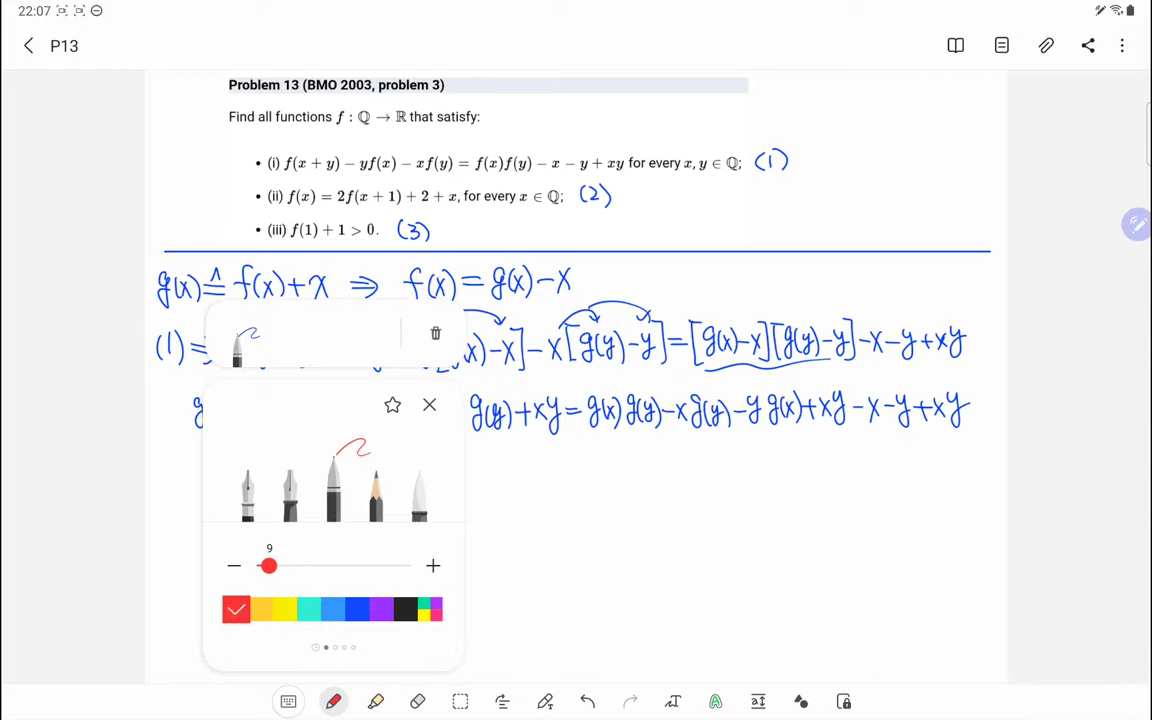 22:07
P13
Problem 13 (BMO 2003, problem 3)
Find all functions f : ℚ → ℝ that satisfy:
• (i) f(x + y) − yf(x) − xf(y) = f(x)f(y) − x − y + xy for every x, y ∈ ℚ; (1)
• (ii) f(x) = 2f(x + 1) + 2 + x, for every x ∈ ℚ; (2)
• (iii) f(1) + 1 > 0. (3)
g(x) ≜ f(x)+x ⇒ f(x) = g(x)−x
(1) = x)−x]−x[g(y)−y]=[g(x)−x][g(y)−y]−x−y+xy
g g(y)+xy=g(x)g(y)−xg(y)−yg(x)+xy−x−y+xy
9